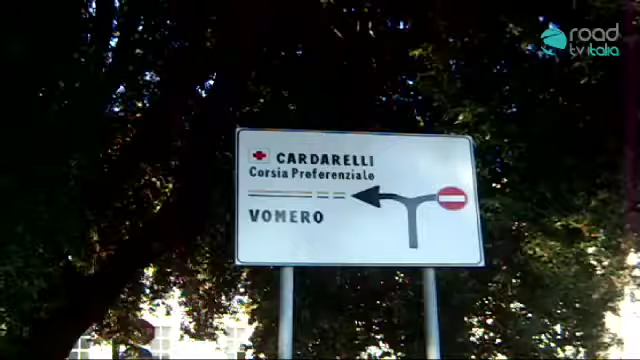 road
tv italia
CARDARELLI
Corsia Preferenziale
VOMERO